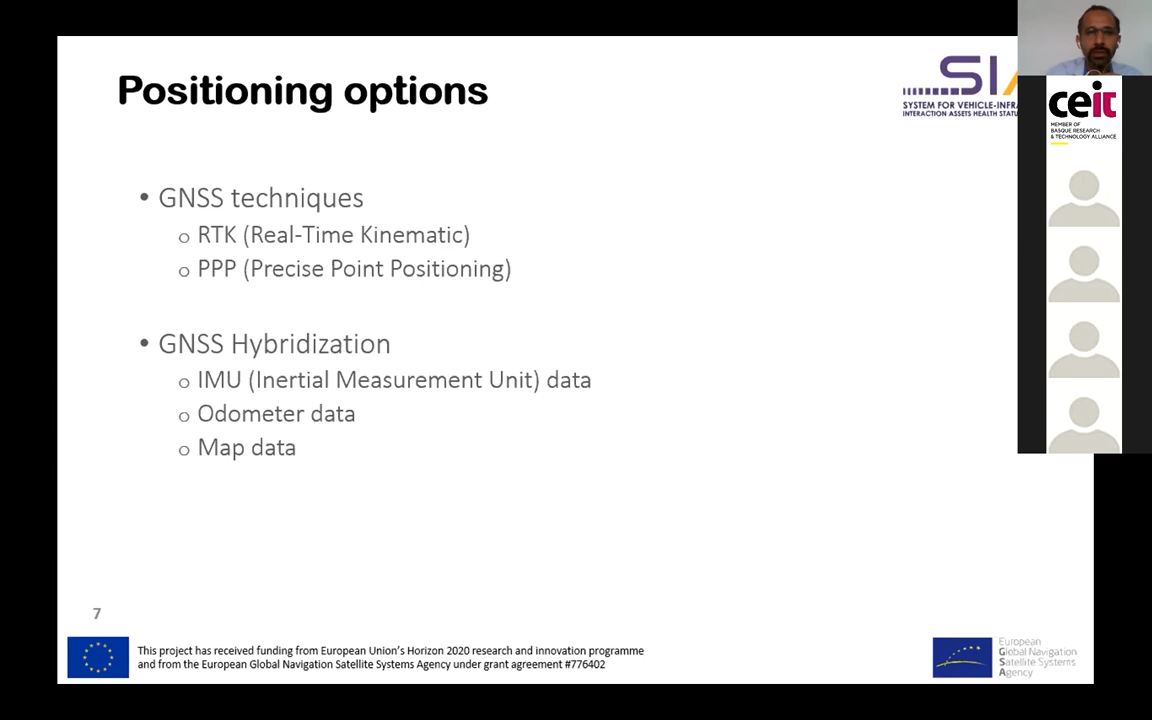 Positioning options
SI
SYSTEM FOR VEHICLE-INFRA
INTERACTION ASSETS HEALTH STATU
ceit
MEMBER OF
BASQUE RESEARCH
& TECHNOLOGY ALLIANCE
• GNSS techniques
o RTK (Real-Time Kinematic)
o PPP (Precise Point Positioning)
• GNSS Hybridization
o IMU (Inertial Measurement Unit) data
o Odometer data
o Map data
7
This project has received funding from European Union's Horizon 2020 research and innovation programme
and from the European Global Navigation Satellite Systems Agency under grant agreement #776402
European
Global Navigation
Satellite Systems
Agency